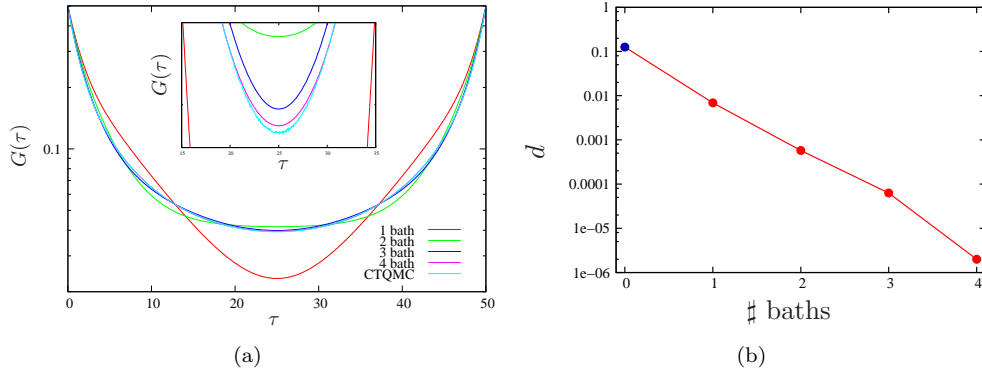 G(τ)
0.1
0
10
20
30
40
50
τ
G(τ)
15
20
25
30
35
τ
1 bath
2 bath
3 bath
4 bath
CTQMC
(a)
d
1
0.1
0.01
0.001
0.0001
1e-05
1e-06
0
1
2
3
4
♯ baths
(b)